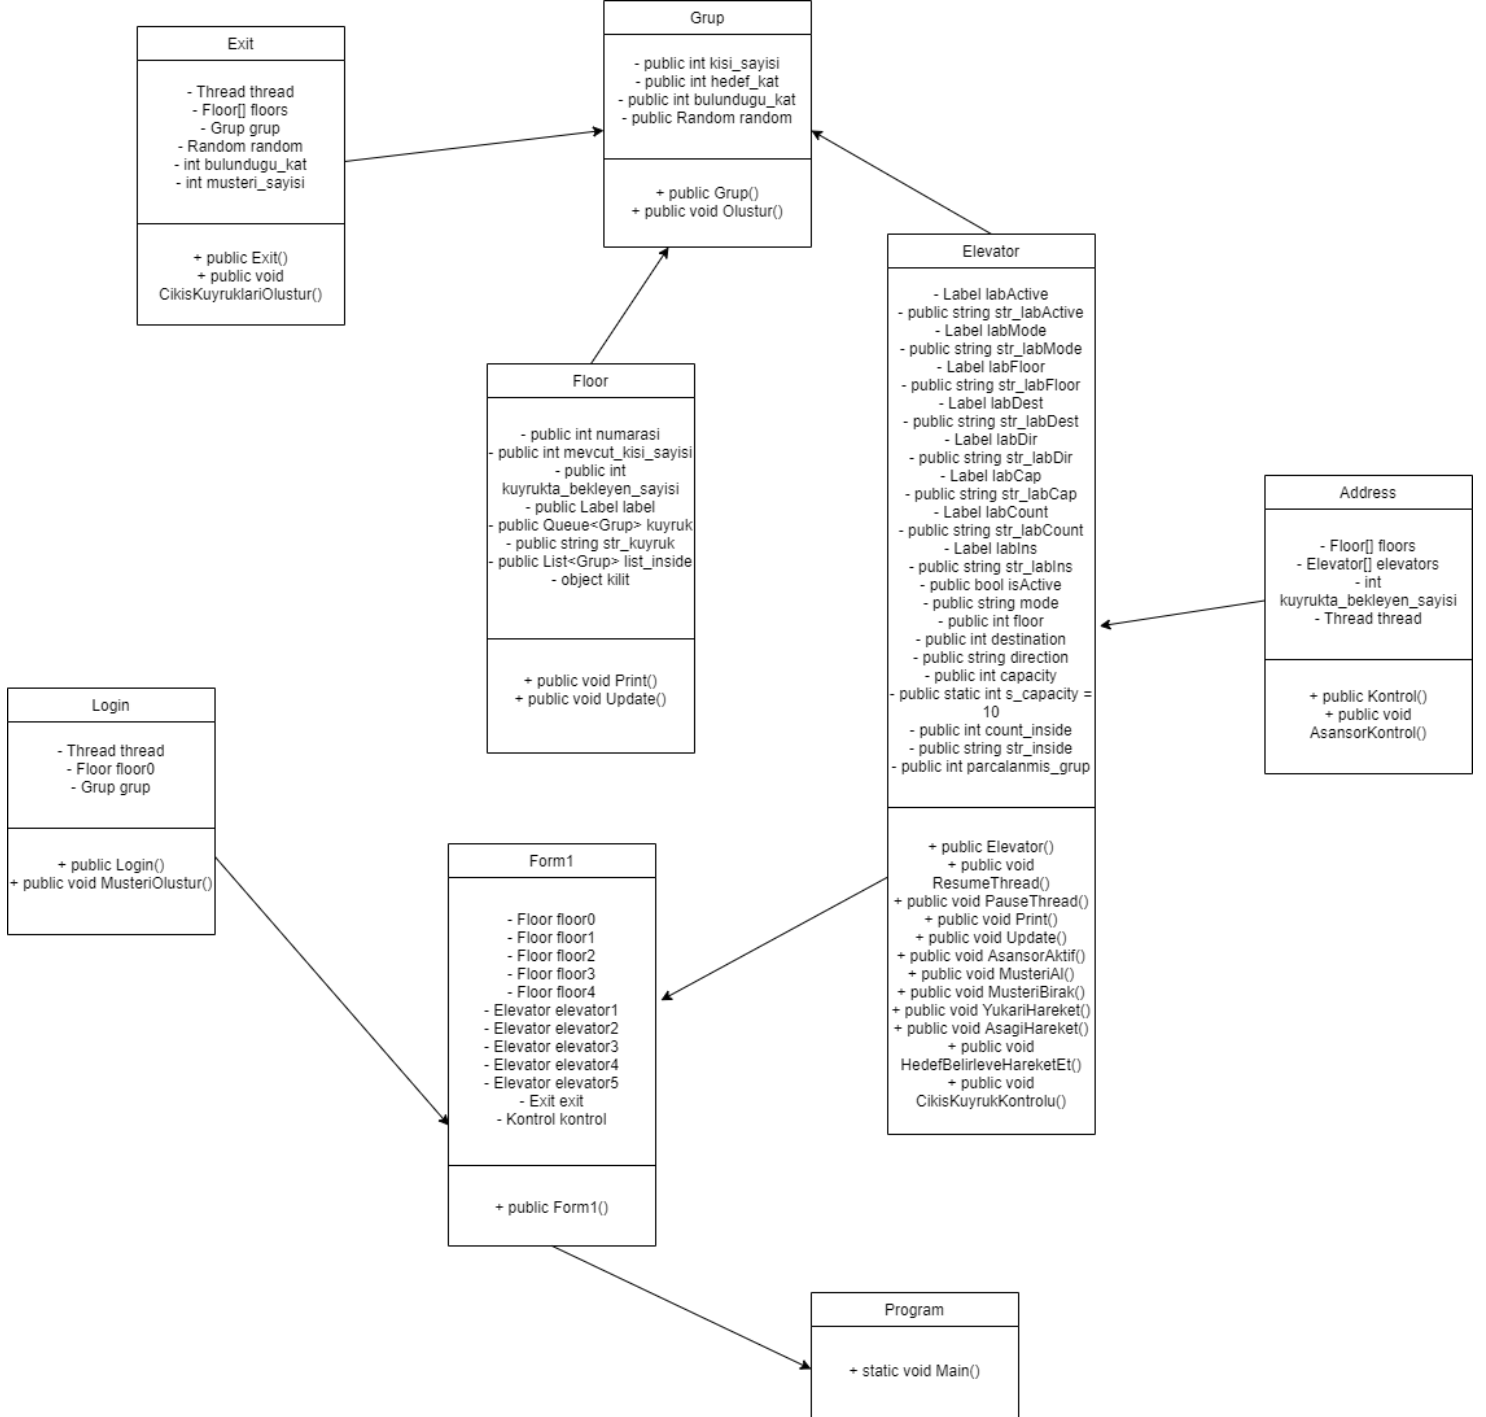 Exit
- Thread thread
- Floor[] floors
- Grup grup
- Random random
- int bulundugu_kat
- int musteri_sayisi
+ public Exit()
+ public void
CikisKuyruklariOlustur()
Grup
- public int kisi_sayisi
- public int hedef_kat
- public int bulundugu_kat
- public Random random
+ public Grup()
+ public void Olustur()
Floor
- public int numarasi
- public int mevcut_kisi_sayisi
- public int
kuyrukta_bekleyen_sayisi
- public Label label
- public Queue<Grup> kuyruk
- public string str_kuyruk
- public List<Grup> list_inside
- object kilit
+ public void Print()
+ public void Update()
Elevator
- Label labActive
- public string str_labActive
- Label labMode
- public string str_labMode
- Label labFloor
- public string str_labFloor
- Label labDest
- public string str_labDest
- Label labDir
- public string str_labDir
- Label labCap
- public string str_labCap
- Label labCount
- public string str_labCount
- Label labIns
- public string str_labIns
- public bool isActive
- public string mode
- public int floor
- public int destination
- public string direction
- public int capacity
- public static int s_capacity =
10
- public int count_inside
- public string str_inside
- public int parcalanmis_grup
+ public Elevator()
+ public void
ResumeThread()
+ public void PauseThread()
+ public void Print()
+ public void Update()
+ public void AsansorAktif()
+ public void MusteriAl()
+ public void MusteriBirak()
+ public void YukariHareket()
+ public void AsagiHareket()
+ public void
HedefBelirleveHareketEt()
+ public void
CikisKuyrukKontrolu()
Address
- Floor[] floors
- Elevator[] elevators
- int
kuyrukta_bekleyen_sayisi
- Thread thread
+ public Kontrol()
+ public void
AsansorKontrol()
Login
- Thread thread
- Floor floor0
- Grup grup
+ public Login()
+ public void MusteriOlustur()
Form1
- Floor floor0
- Floor floor1
- Floor floor2
- Floor floor3
- Floor floor4
- Elevator elevator1
- Elevator elevator2
- Elevator elevator3
- Elevator elevator4
- Elevator elevator5
- Exit exit
- Kontrol kontrol
+ public Form1()
Program
+ static void Main()